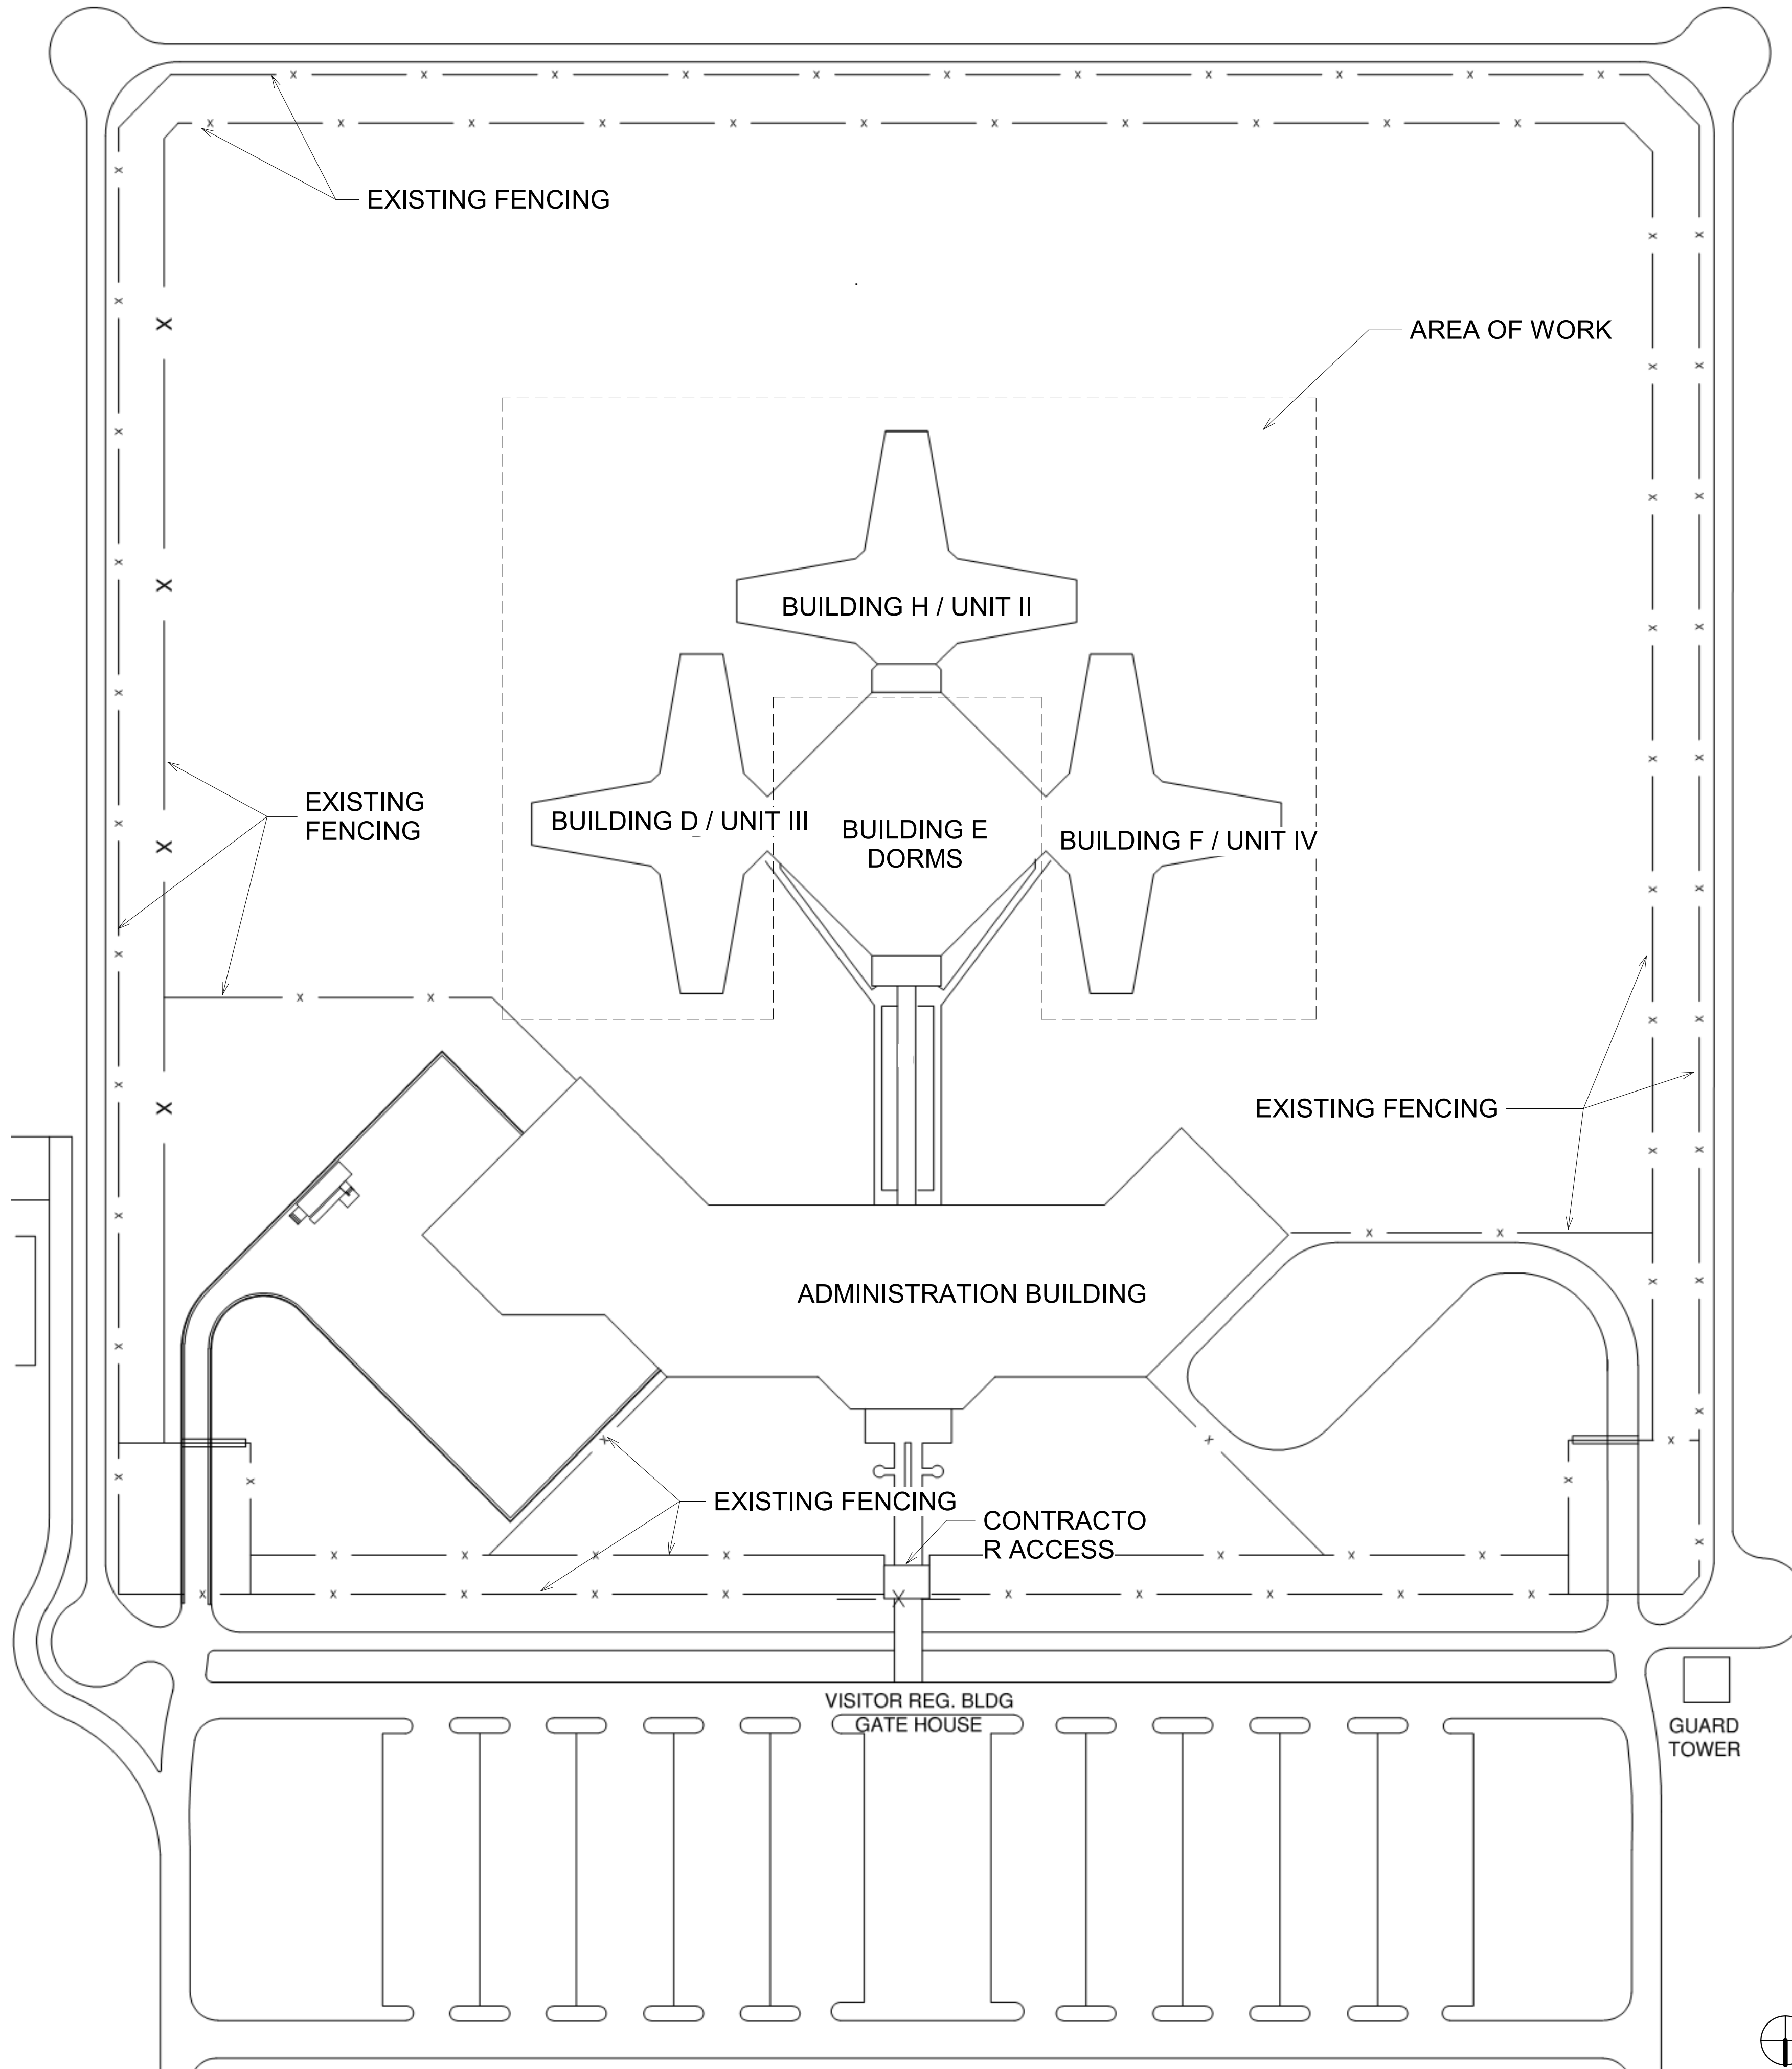 EXISTING FENCING
AREA OF WORK
BUILDING H / UNIT II
EXISTING
FENCING
BUILDING D / UNIT III
BUILDING E
DORMS
BUILDING F / UNIT IV
EXISTING FENCING
ADMINISTRATION BUILDING
EXISTING FENCING
CONTRACTO
R ACCESS
VISITOR REG. BLDG
GATE HOUSE
GUARD
TOWER